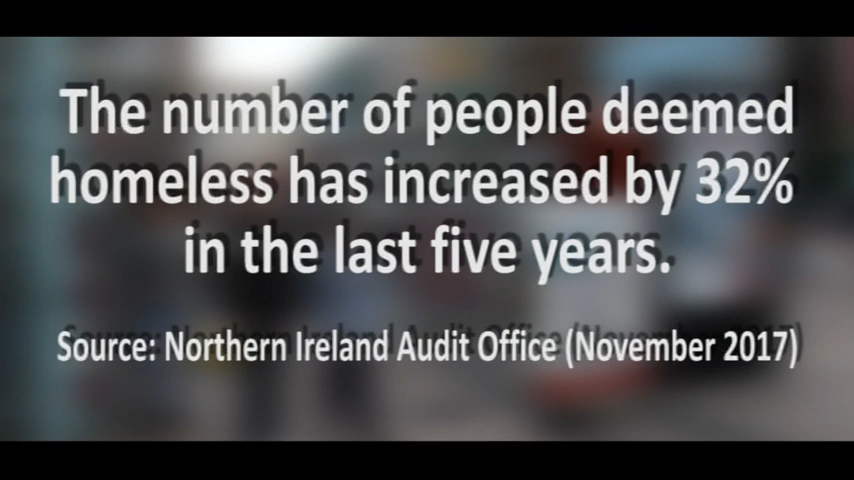 The number of people deemed
homeless has increased by 32%
in the last five years.
Source: Northern Ireland Audit Office (November 2017)